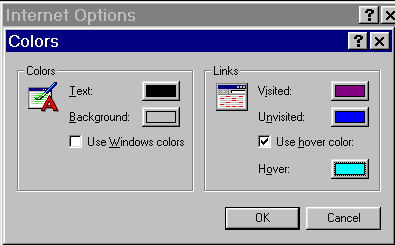 Internet Options
Colors
Colors
Text:
Background:
Use Windows colors
Links
Visited:
Unvisited:
Use hover color:
Hover:
OK
Cancel